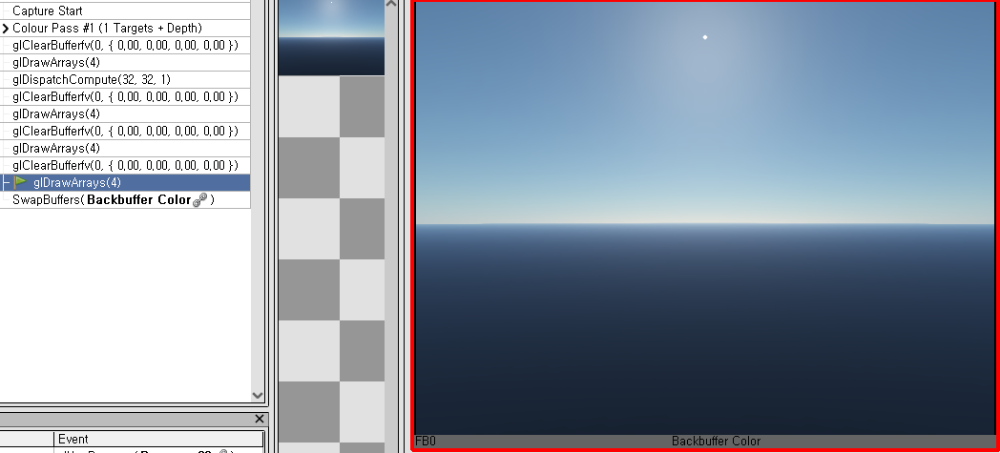 Capture Start
Colour Pass #1 (1 Targets + Depth)
glClearBufferfv(0, { 0,00, 0,00, 0,00, 0,00 })
glDrawArrays(4)
glDispatchCompute(32, 32, 1)
glClearBufferfv(0, { 0,00, 0,00, 0,00, 0,00 })
glDrawArrays(4)
glClearBufferfv(0, { 0,00, 0,00, 0,00, 0,00 })
glDrawArrays(4)
glClearBufferfv(0, { 0,00, 0,00, 0,00, 0,00 })
glDrawArrays(4)
SwapBuffers( Backbuffer Color )
Event
FB0
Backbuffer Color